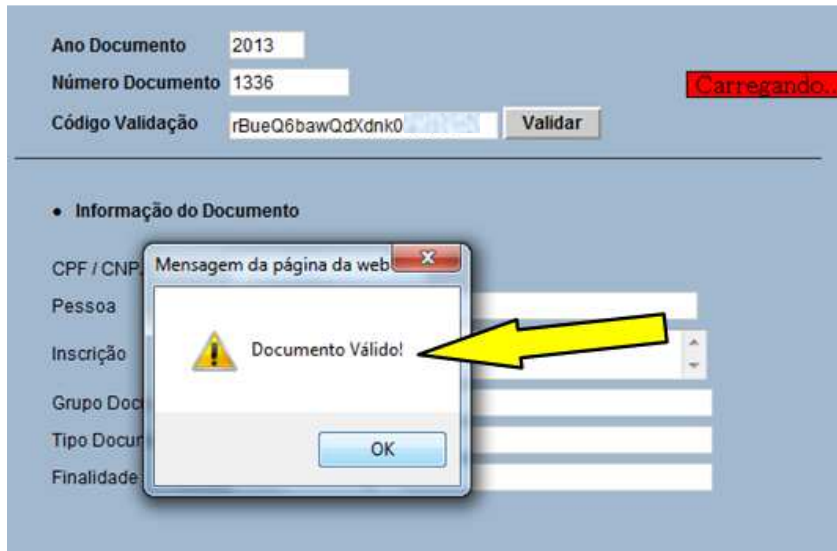 Ano Documento 2013
Número Documento 1336
Carregando..
Código Validação rBueQ6bawQdXdnk0 Validar
• Informação do Documento
CPF / CNP
Mensagem da página da web
Pessoa
Inscrição
Documento Válido!
Grupo Doc
Tipo Docur
OK
Finalidade